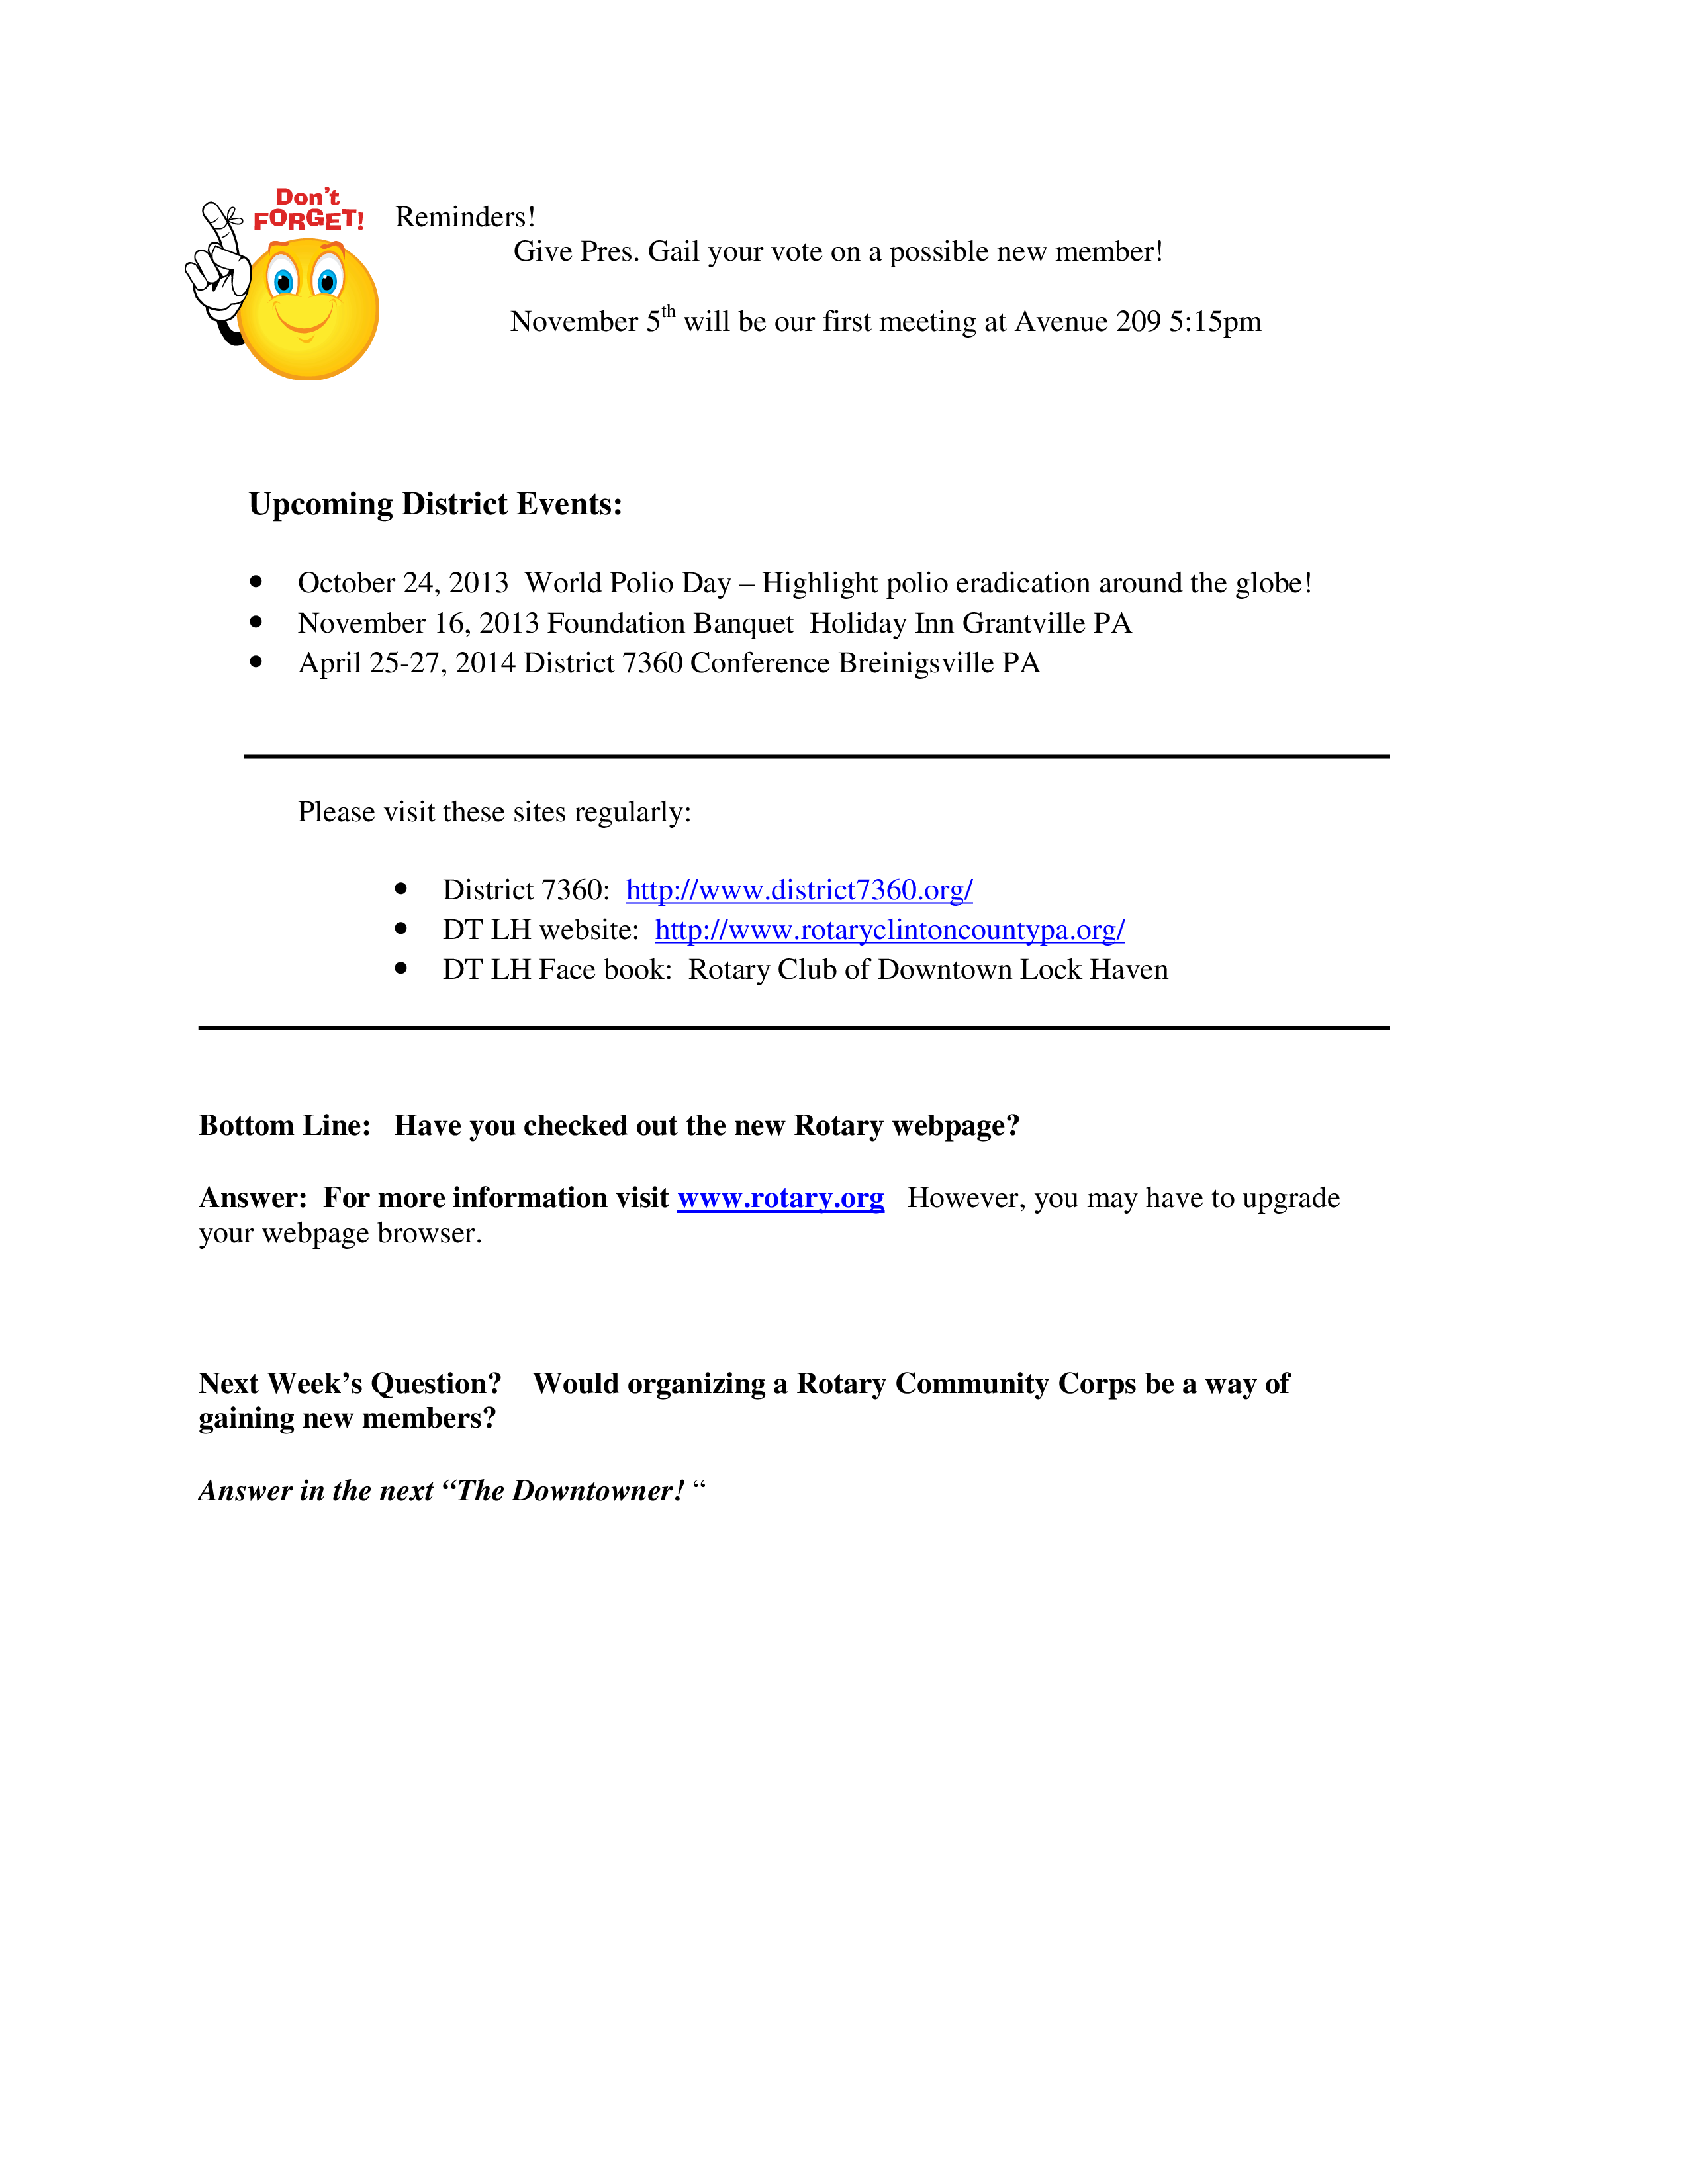 Don't
FORGET!
Reminders!
Give Pres. Gail your vote on a possible new member!
November 5th will be our first meeting at Avenue 209 5:15pm
Upcoming District Events:
• October 24, 2013  World Polio Day – Highlight polio eradication around the globe!
• November 16, 2013 Foundation Banquet  Holiday Inn Grantville PA
• April 25-27, 2014 District 7360 Conference Breinigsville PA
Please visit these sites regularly:
• District 7360:  http://www.district7360.org/
• DT LH website:  http://www.rotaryclintoncountypa.org/
• DT LH Face book:  Rotary Club of Downtown Lock Haven
Bottom Line:   Have you checked out the new Rotary webpage?
Answer:  For more information visit www.rotary.org   However, you may have to upgrade
your webpage browser.
Next Week’s Question?    Would organizing a Rotary Community Corps be a way of
gaining new members?
Answer in the next “The Downtowner! “